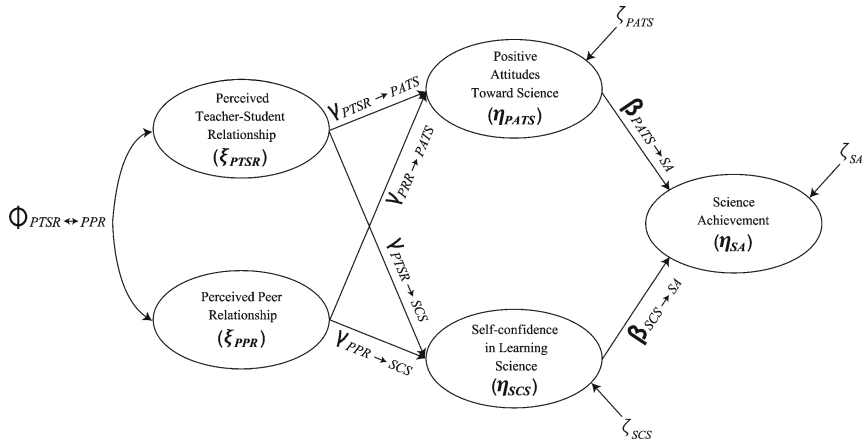 ζPATS
Positive
Attitudes
Toward Science
(ηPATS)
Perceived
Teacher-Student
Relationship
(ξPTSR)
γPTSR → PATS
γPRR → PATS
βPATS → SA
ζSA
ΦPTSR ↔ PPR
Science
Achievement
(ηSA)
γPTSR → SCS
Perceived Peer
Relationship
(ξPPR)
γPPR → SCS
Self-confidence
in Learning
Science
(ηSCS)
βSCS → SA
ζSCS